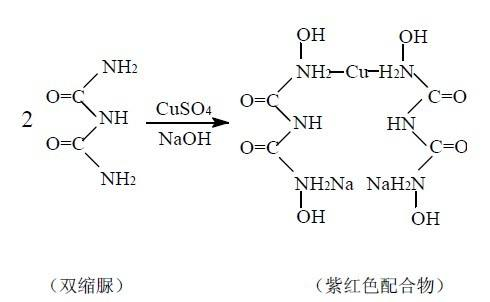 OH
OH
NH2
NH2-Cu-H2N
O=C
O=C
C=O
2
NH
CuSO4
NH
HN
NaOH
O=C
O=C
C=O
NH2
NH2Na NaH2N
OH
OH
（双缩脲）
（紫红色配合物）